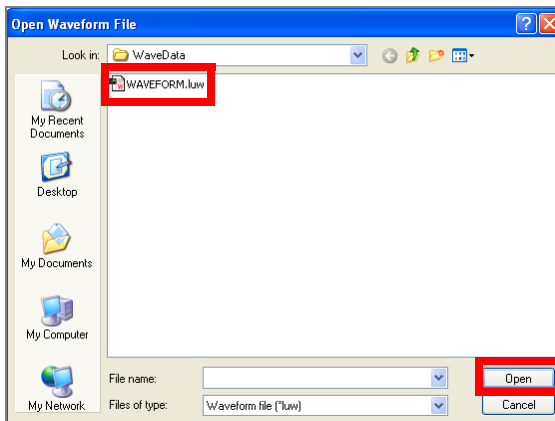 Open Waveform File
Look in: WaveData
WAVEFORM.luw
My Recent
Documents
Desktop
My Documents
My Computer
My Network
File name:
Open
Files of type: Waveform file (*luw)
Cancel